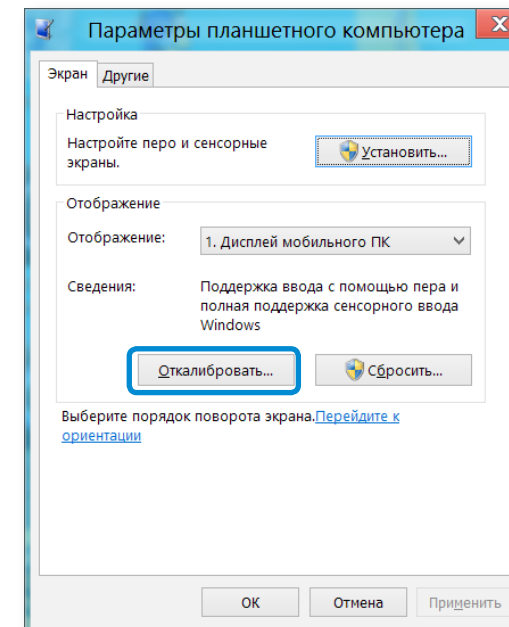 Параметры планшетного компьютера
Экран Другие
Настройка
Настройте перо и сенсорные
экраны.
Установить...
Отображение
Отображение: 1. Дисплей мобильного ПК
Сведения: Поддержка ввода с помощью пера и
полная поддержка сенсорного ввода
Windows
Откалибровать... Сбросить...
Выберите порядок поворота экрана.Перейдите к
ориентации
ОК Отмена Применить